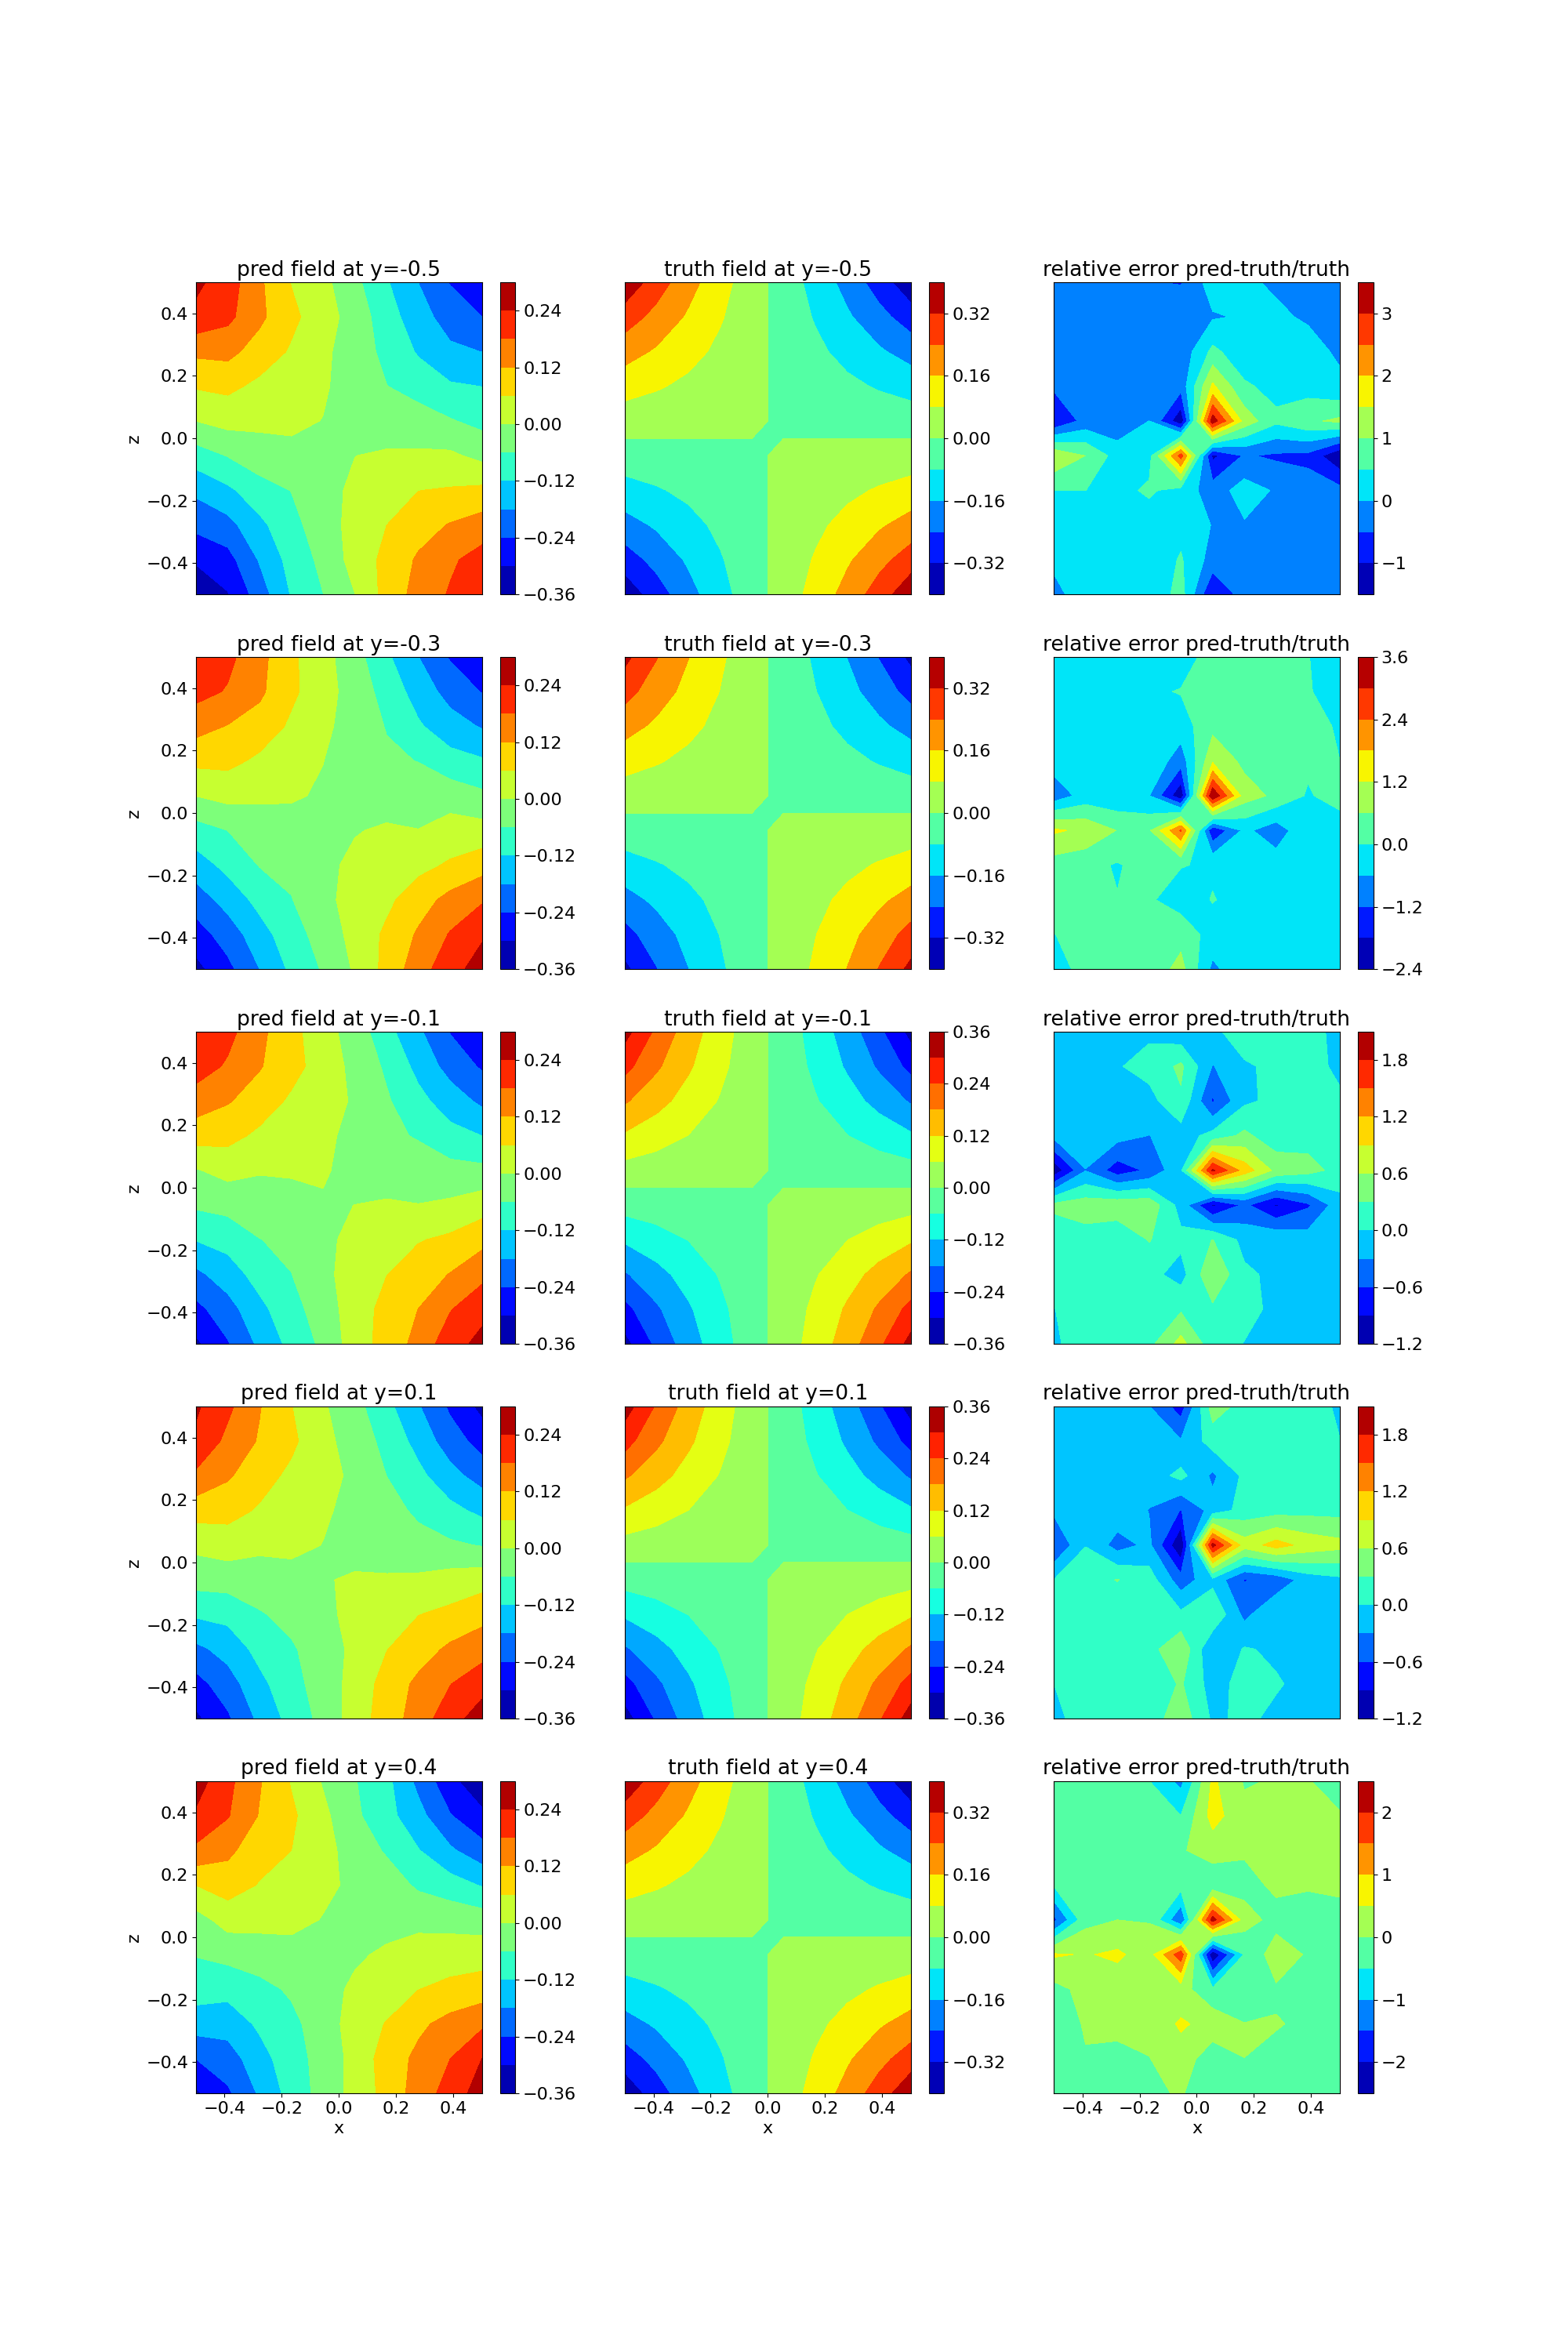 pred field at y=-0.5 truth field at y=-0.5 relative error pred-truth/truth
0.4 0.2 0.0 −0.2 −0.4
z
0.24 0.12 0.00 −0.12 −0.24 −0.36
0.32 0.16 0.00 −0.16 −0.32
3 2 1 0 −1
pred field at y=-0.3 truth field at y=-0.3 relative error pred-truth/truth
0.4 0.2 0.0 −0.2 −0.4
z
0.24 0.12 0.00 −0.12 −0.24 −0.36
0.32 0.16 0.00 −0.16 −0.32
3.6 2.4 1.2 0.0 −1.2 −2.4
pred field at y=-0.1 truth field at y=-0.1 relative error pred-truth/truth
0.4 0.2 0.0 −0.2 −0.4
z
0.24 0.12 0.00 −0.12 −0.24 −0.36
0.36 0.24 0.12 0.00 −0.12 −0.24 −0.36
1.8 1.2 0.6 0.0 −0.6 −1.2
pred field at y=0.1 truth field at y=0.1 relative error pred-truth/truth
0.4 0.2 0.0 −0.2 −0.4
z
0.24 0.12 0.00 −0.12 −0.24 −0.36
0.36 0.24 0.12 0.00 −0.12 −0.24 −0.36
1.8 1.2 0.6 0.0 −0.6 −1.2
pred field at y=0.4 truth field at y=0.4 relative error pred-truth/truth
0.4 0.2 0.0 −0.2 −0.4
z
0.24 0.12 0.00 −0.12 −0.24 −0.36
0.32 0.16 0.00 −0.16 −0.32
2 1 0 −1 −2
−0.4 −0.2 0.0 0.2 0.4 −0.4 −0.2 0.0 0.2 0.4 −0.4 −0.2 0.0 0.2 0.4
x x x